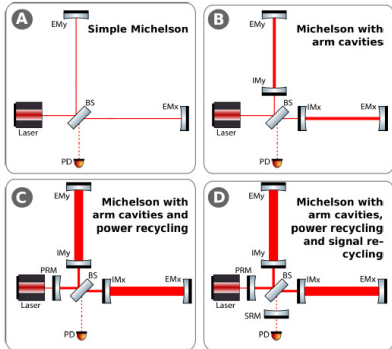 A
EMy
Simple Michelson
BS
EMx
Laser
PD
B
EMy
Michelson with
arm cavities
IMy
BS
IMx
EMx
Laser
PD
C
EMy
Michelson with
arm cavities and
power recycling
IMy
PRM
BS
IMx
EMx
Laser
PD
D
EMy
Michelson with
arm cavities,
power recycling
and signal re-
cycling
IMy
PRM
BS
IMx
EMx
Laser
SRM
PD